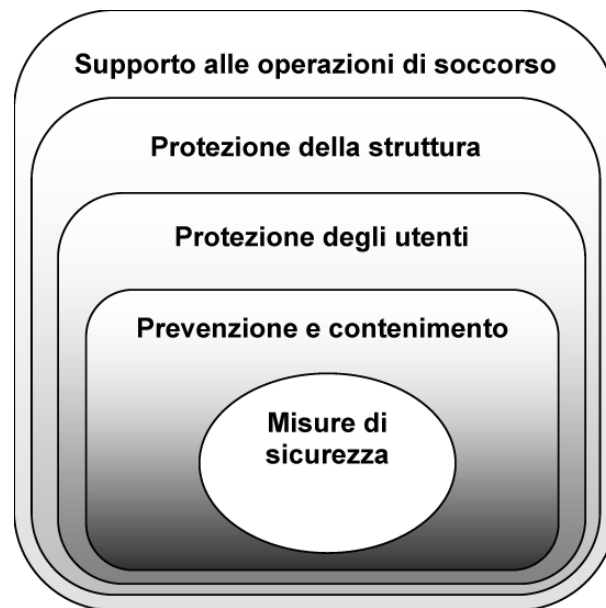 Supporto alle operazioni di soccorso
Protezione della struttura
Protezione degli utenti
Prevenzione e contenimento
Misure di
sicurezza